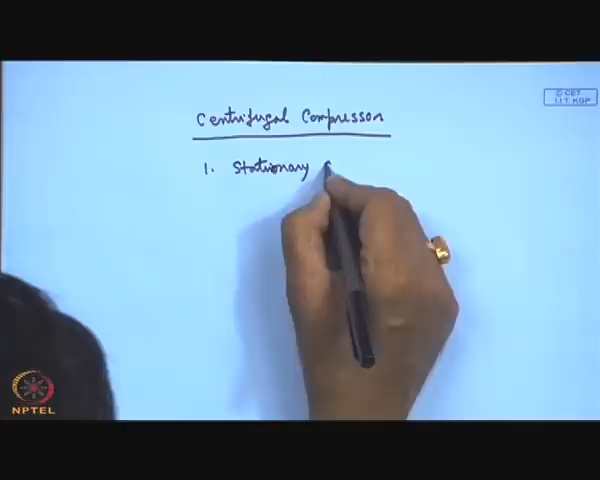 © CET
I.I.T. KGP
Centrifugal Compressor
1. Stationary
NPTEL